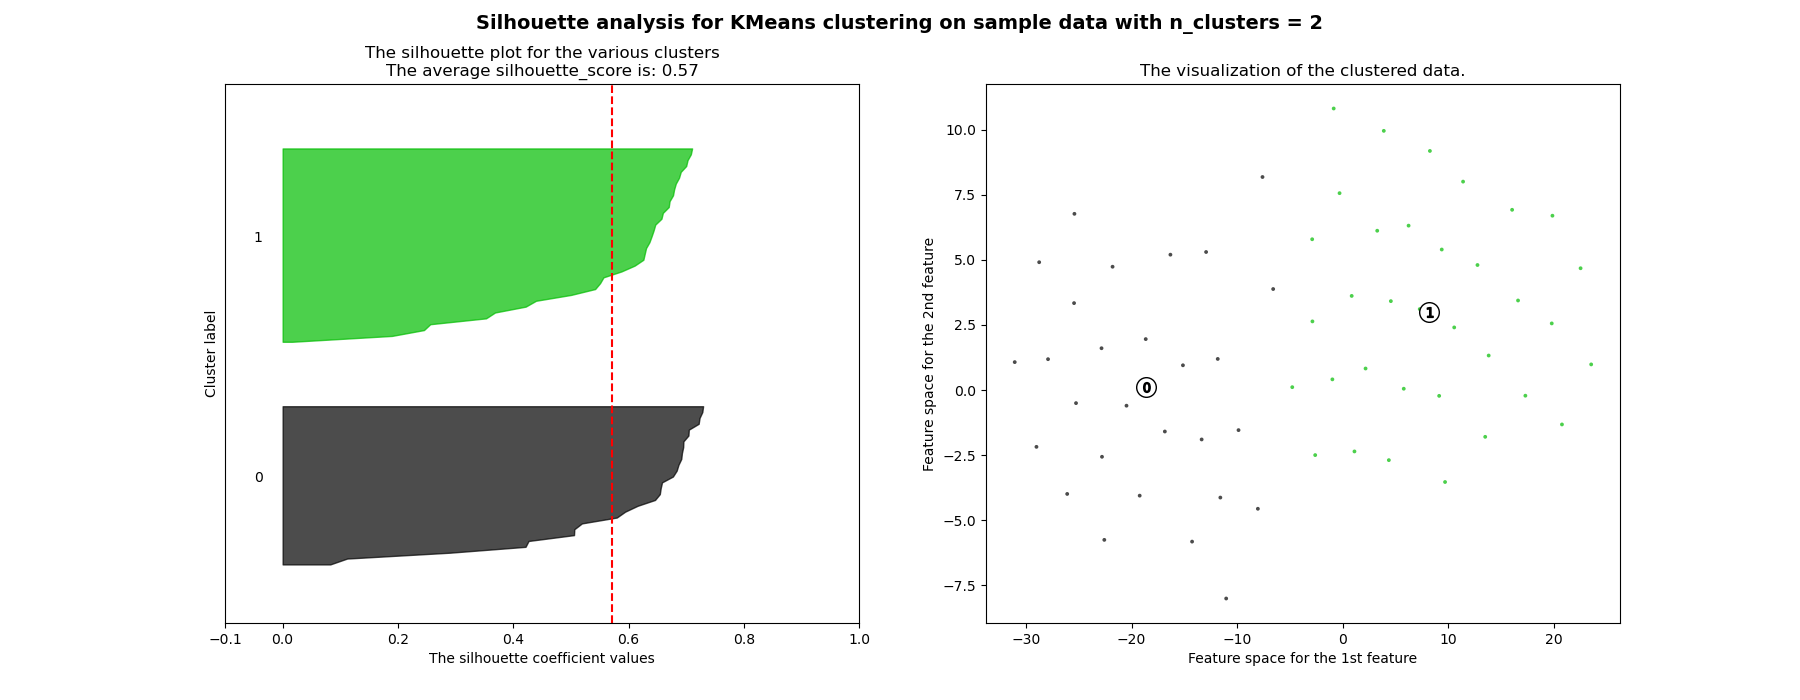 Silhouette analysis for KMeans clustering on sample data with n_clusters = 2
The silhouette plot for the various clusters
The average silhouette_score is: 0.57
Cluster label
1
0
−0.1 0.0 0.2 0.4 0.6 0.8 1.0
The silhouette coefficient values
The visualization of the clustered data.
Feature space for the 2nd feature
10.0
7.5
5.0
2.5
0.0
−2.5
−5.0
−7.5
1
0
−30 −20 −10 0 10 20
Feature space for the 1st feature